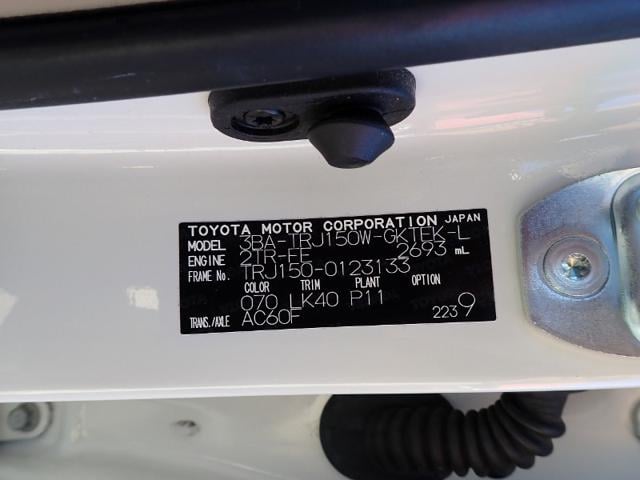 TOYOTA MOTOR CORPORATION JAPAN
MODEL 3BA-TRJ150W-GKTEK-L
ENGINE 2TR-FE 2693 mL
FRAME No. TRJ150-0123133
COLOR TRIM PLANT OPTION
070 LK40 P11
TRANS./AXLE AC60F 2239